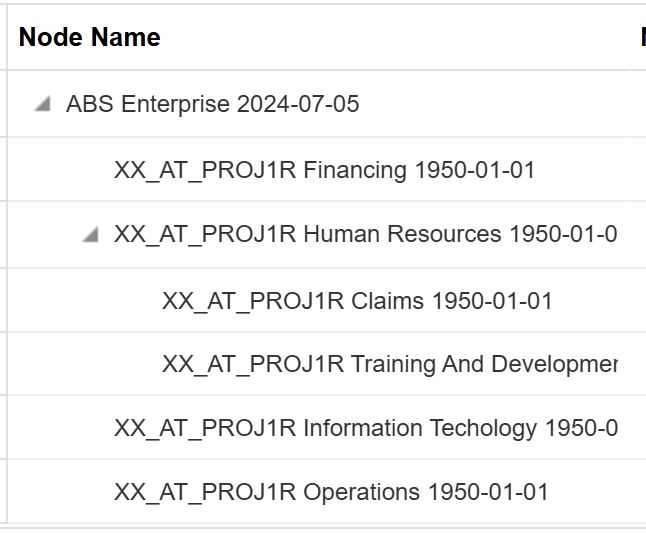 Node Name
ABS Enterprise 2024-07-05
XX_AT_PROJ1R Financing 1950-01-01
XX_AT_PROJ1R Human Resources 1950-01-0
XX_AT_PROJ1R Claims 1950-01-01
XX_AT_PROJ1R Training And
XX_AT_PROJ1R Information Techology 1950-0
XX_AT_PROJ1R Operations 1950-01-01